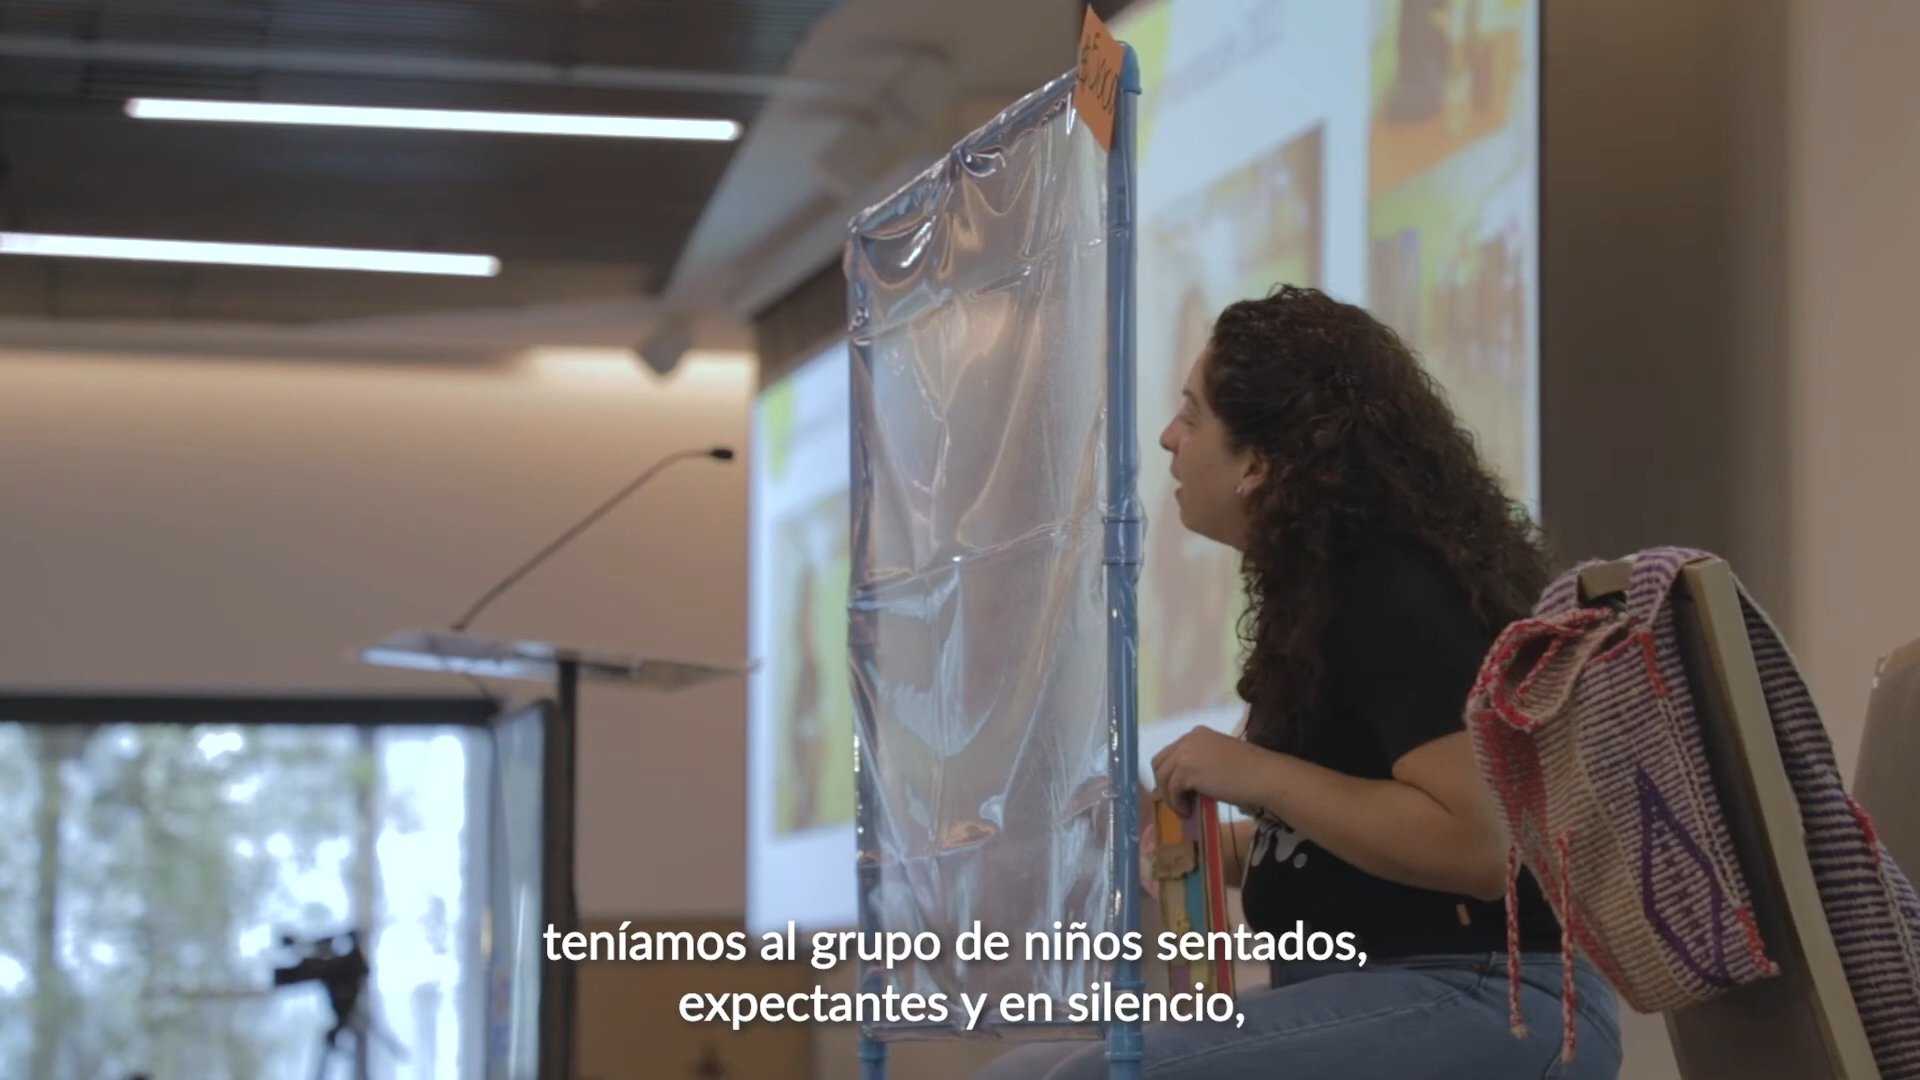 teníamos al grupo de niños sentados,
expectantes y en silencio,